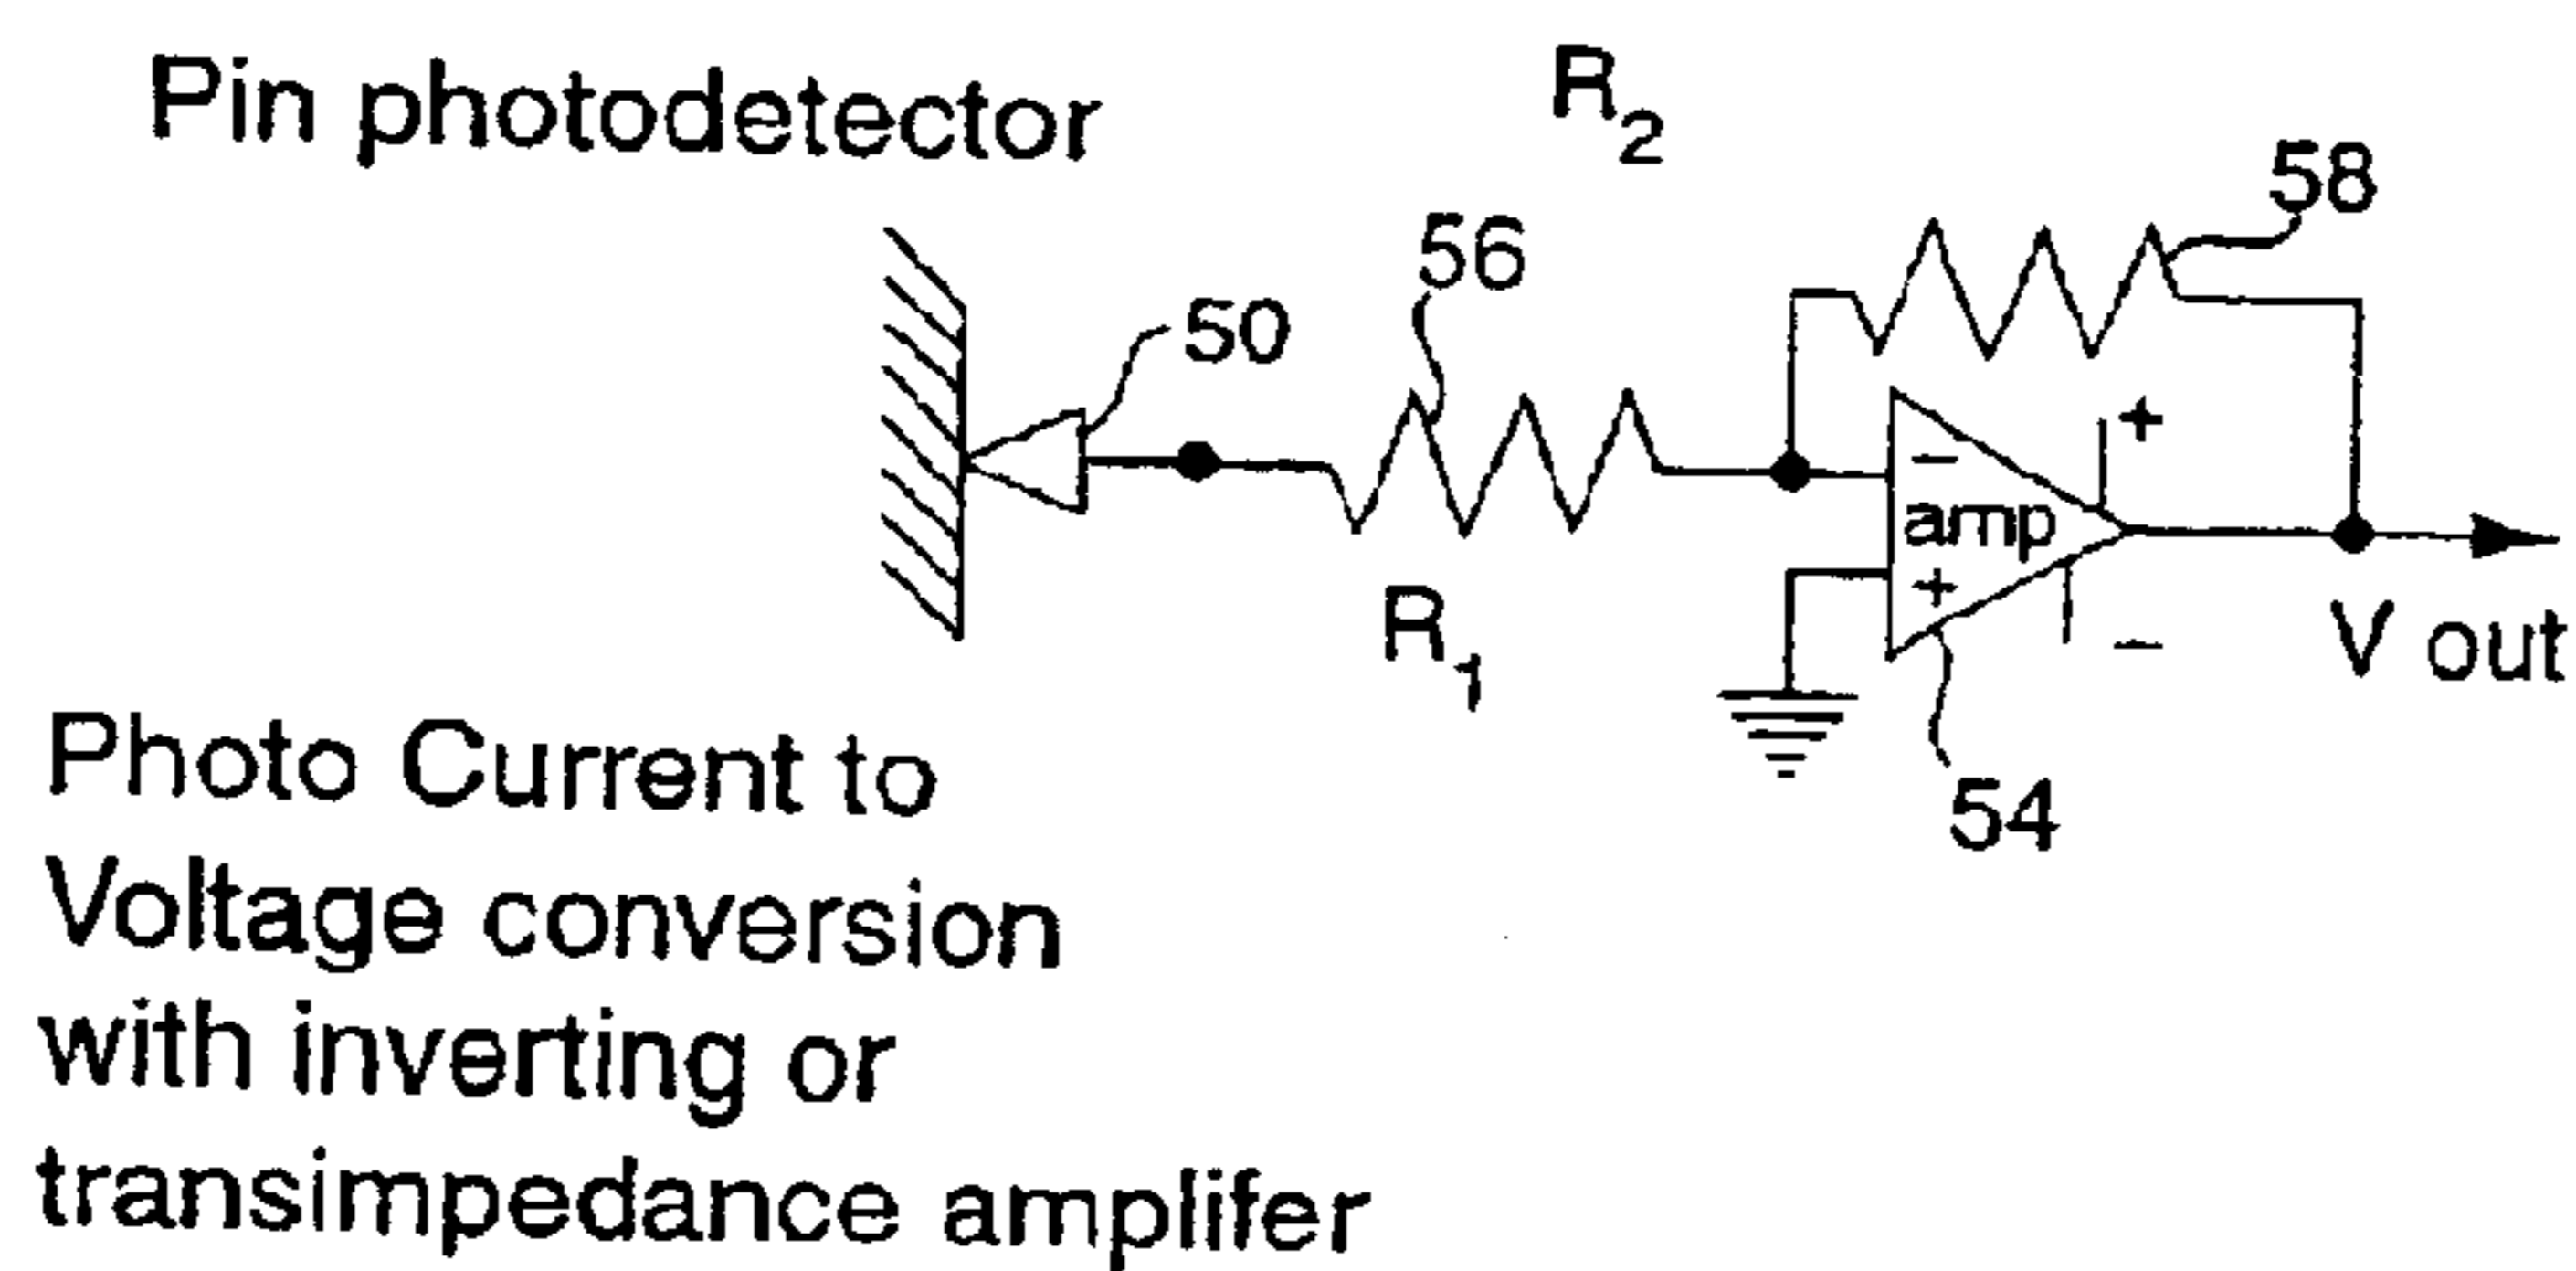 Pin photodetector
R2
58
56
50
+
−
amp
+
−
R1
V out
54
Photo Current to
Voltage conversion
with inverting or
transimpedance amplifer